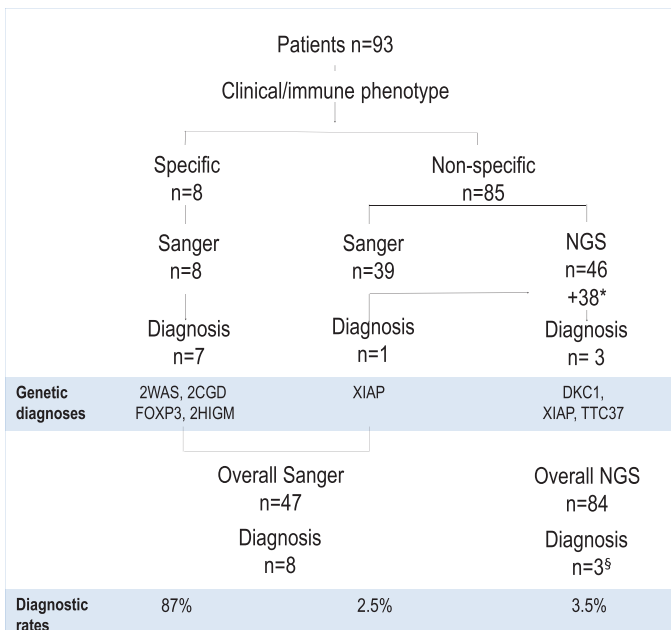 Patients n=93
Clinical/immune phenotype
Specific
n=8
Non-specific
n=85
Sanger
n=8
Sanger
n=39
NGS
n=46
+38*
Diagnosis
n=7
Diagnosis
n=1
Diagnosis
n= 3
Genetic
diagnoses
2WAS, 2CGD
FOXP3, 2HIGM
XIAP
DKC1,
XIAP, TTC37
Overall Sanger
n=47
Overall NGS
n=84
Diagnosis
n=8
Diagnosis
n=3§
Diagnostic
rates
87%
2.5%
3.5%